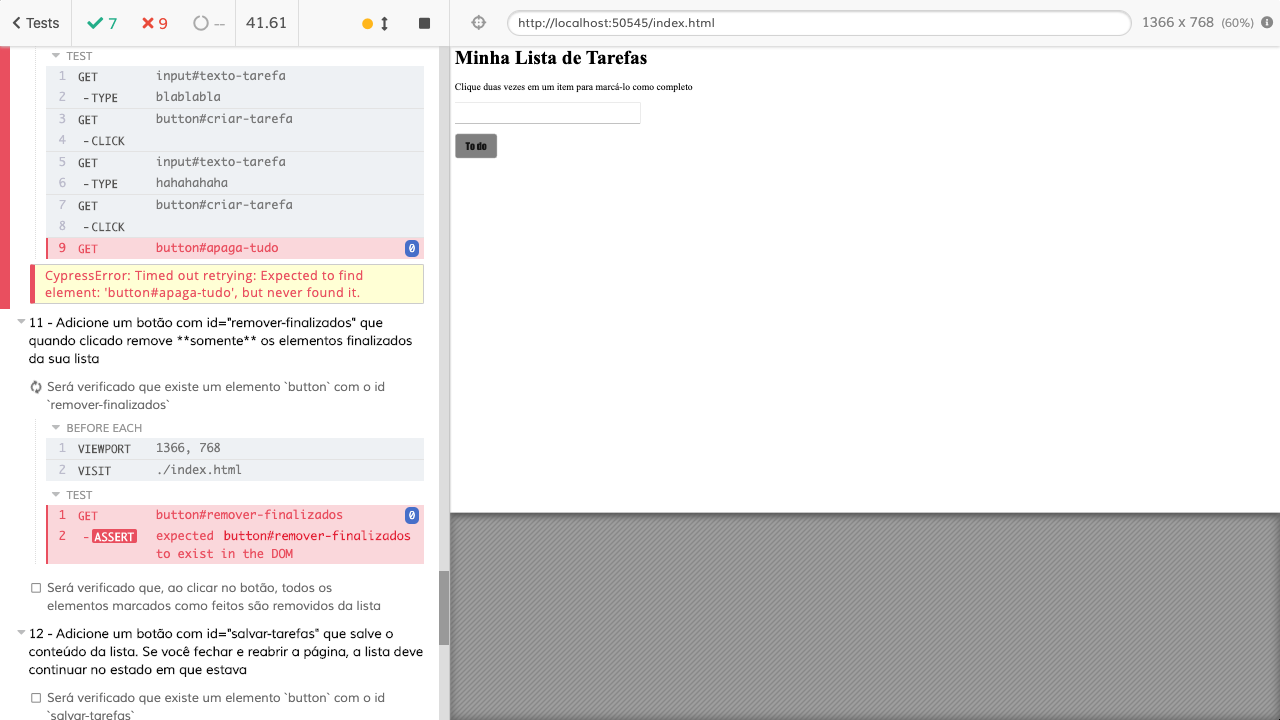 Tests
7
9
--
41.61
http://localhost:50545/index.html
1366 x 768 (60%)
TEST
1 GET input#texto-tarefa
2 -TYPE blablabla
3 GET button#criar-tarefa
4 -CLICK
5 GET input#texto-tarefa
6 -TYPE hahahahaha
7 GET button#criar-tarefa
8 -CLICK
9 GET button#apaga-tudo 0
CypressError: Timed out retrying: Expected to find
element: 'button#apaga-tudo', but never found it.
11 - Adicione um botão com id="remover-finalizados" que
quando clicado remove **somente** os elementos finalizados
da sua lista
Será verificado que existe um elemento `button` com o id
`remover-finalizados`
BEFORE EACH
1 VIEWPORT 1366, 768
2 VISIT ./index.html
TEST
1 GET button#remover-finalizados 0
2 -ASSERT expected button#remover-finalizados
to exist in the DOM
Será verificado que, ao clicar no botão, todos os
elementos marcados como feitos são removidos da lista
12 - Adicione um botão com id="salvar-tarefas" que salve o
conteúdo da lista. Se você fechar e reabrir a página, a lista deve
continuar no estado em que estava
Será verificado que existe um elemento `button` com o id
`salvar-tarefas`
Minha Lista de Tarefas
Clique duas vezes em um item para marcá-lo como completo
To do